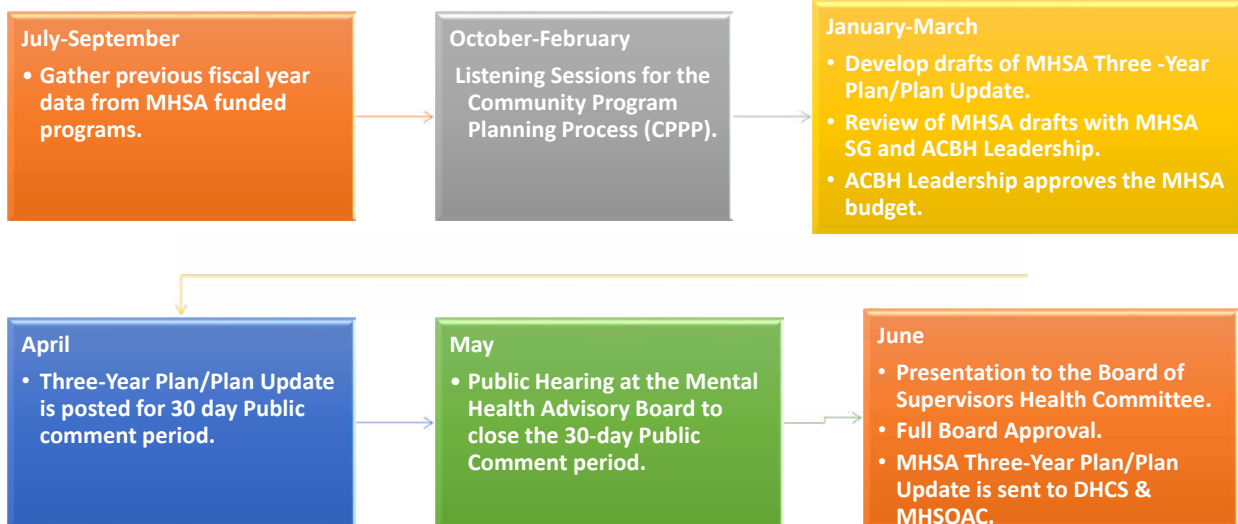 July-September
• Gather previous fiscal year
data from MHSA funded
programs.
October-February
Listening Sessions for the
Community Program
Planning Process (CPPP).
January-March
• Develop drafts of MHSA Three -Year
Plan/Plan Update.
• Review of MHSA drafts with MHSA
SG and ACBH Leadership.
• ACBH Leadership approves the MHSA
budget.
April
• Three-Year Plan/Plan Update
is posted for 30 day Public
comment period.
May
• Public Hearing at the Mental
Health Advisory Board to
close the 30-day Public
Comment period.
June
• Presentation to the Board of
Supervisors Health Committee.
• Full Board Approval.
• MHSA Three-Year Plan/Plan
Update is sent to DHCS &
MHSOAC.